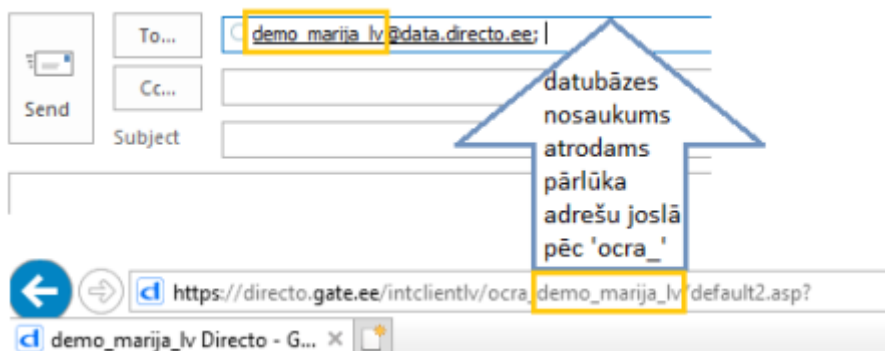 To...
demo_marija_lv@data.directo.ee;
Cc...
Send
Subject
datubāzes
nosaukums
atrodams
pārlūka
adrešu joslā
pēc 'ocra_'
https://directo.gate.ee/intclientlv/ocra_demo_marija_lv/default2.asp?
demo_marija_lv Directo - G...